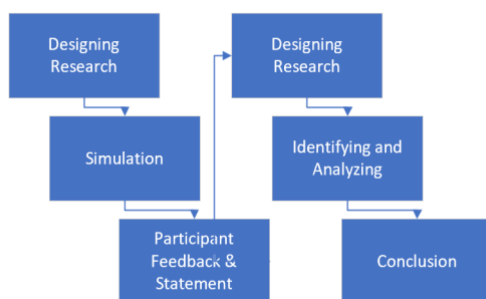 Designing
Research
Simulation
Participant
Feedback &
Statement
Designing
Research
Identifying and
Analyzing
Conclusion